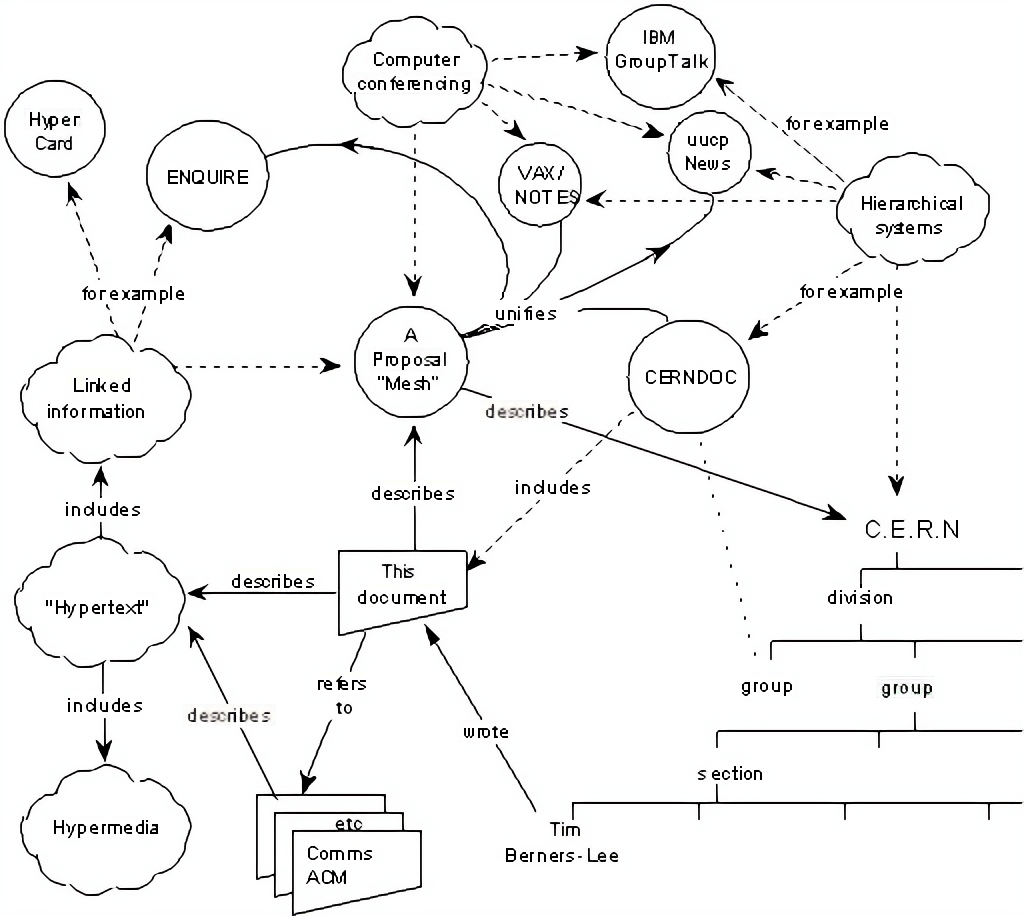 IBM
GroupTalk
Computer
conferencing
Hyper
Card
for example
uucp
News
ENQUIRE
VAX/
NOTES
Hierarchical
systems
for example
for example
unifies
A
Proposal
"Mesh"
CERNDOC
Linked
information
describes
includes
describes
includes
C.E.R.N
This
document
describes
"Hypertext"
division
refers
to
group
group
includes
describes
wrote
section
Hypermedia
etc
Comms
ACM
Tim
Berners-Lee